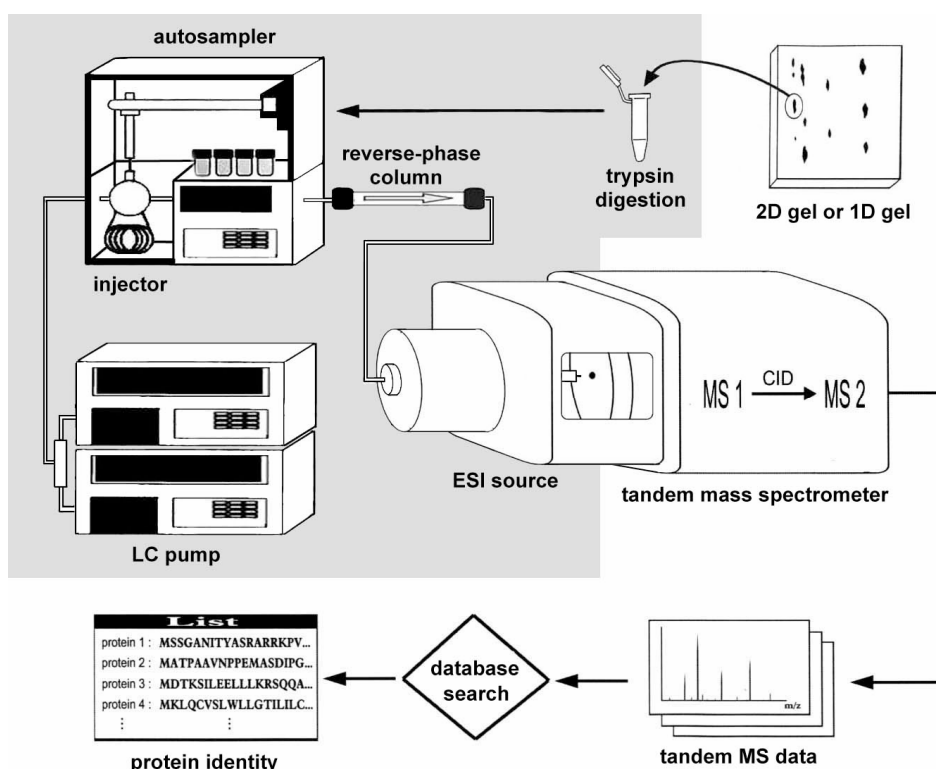 autosampler
reverse-phase
column
trypsin
digestion
2D gel or 1D gel
injector
MS 1
CID
MS 2
ESI source
tandem mass spectrometer
LC pump
List
protein 1 : MSSGANITYASRARRKPV...
protein 2 : MATPAAVNPPEMASDIPG...
protein 3 : MDTKSILEELLLKRSQQA...
protein 4 : MKLQCVSLWLLGTILILC...
database
search
m/z
protein identity
tandem MS data